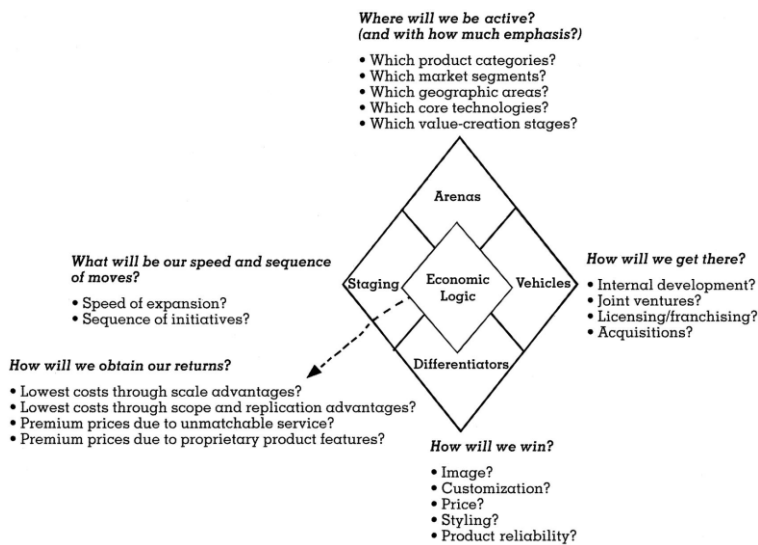 Where will we be active?
(and with how much emphasis?)
• Which product categories?
• Which market segments?
• Which geographic areas?
• Which core technologies?
• Which value-creation stages?
Arenas
What will be our speed and sequence
of moves?
• Speed of expansion?
• Sequence of initiatives?
Staging
Economic
Logic
Vehicles
How will we get there?
• Internal development?
• Joint ventures?
• Licensing/franchising?
• Acquisitions?
How will we obtain our returns?
• Lowest costs through scale advantages?
• Lowest costs through scope and replication advantages?
• Premium prices due to unmatchable service?
• Premium prices due to proprietary product features?
Differentiators
How will we win?
• Image?
• Customization?
• Price?
• Styling?
• Product reliability?